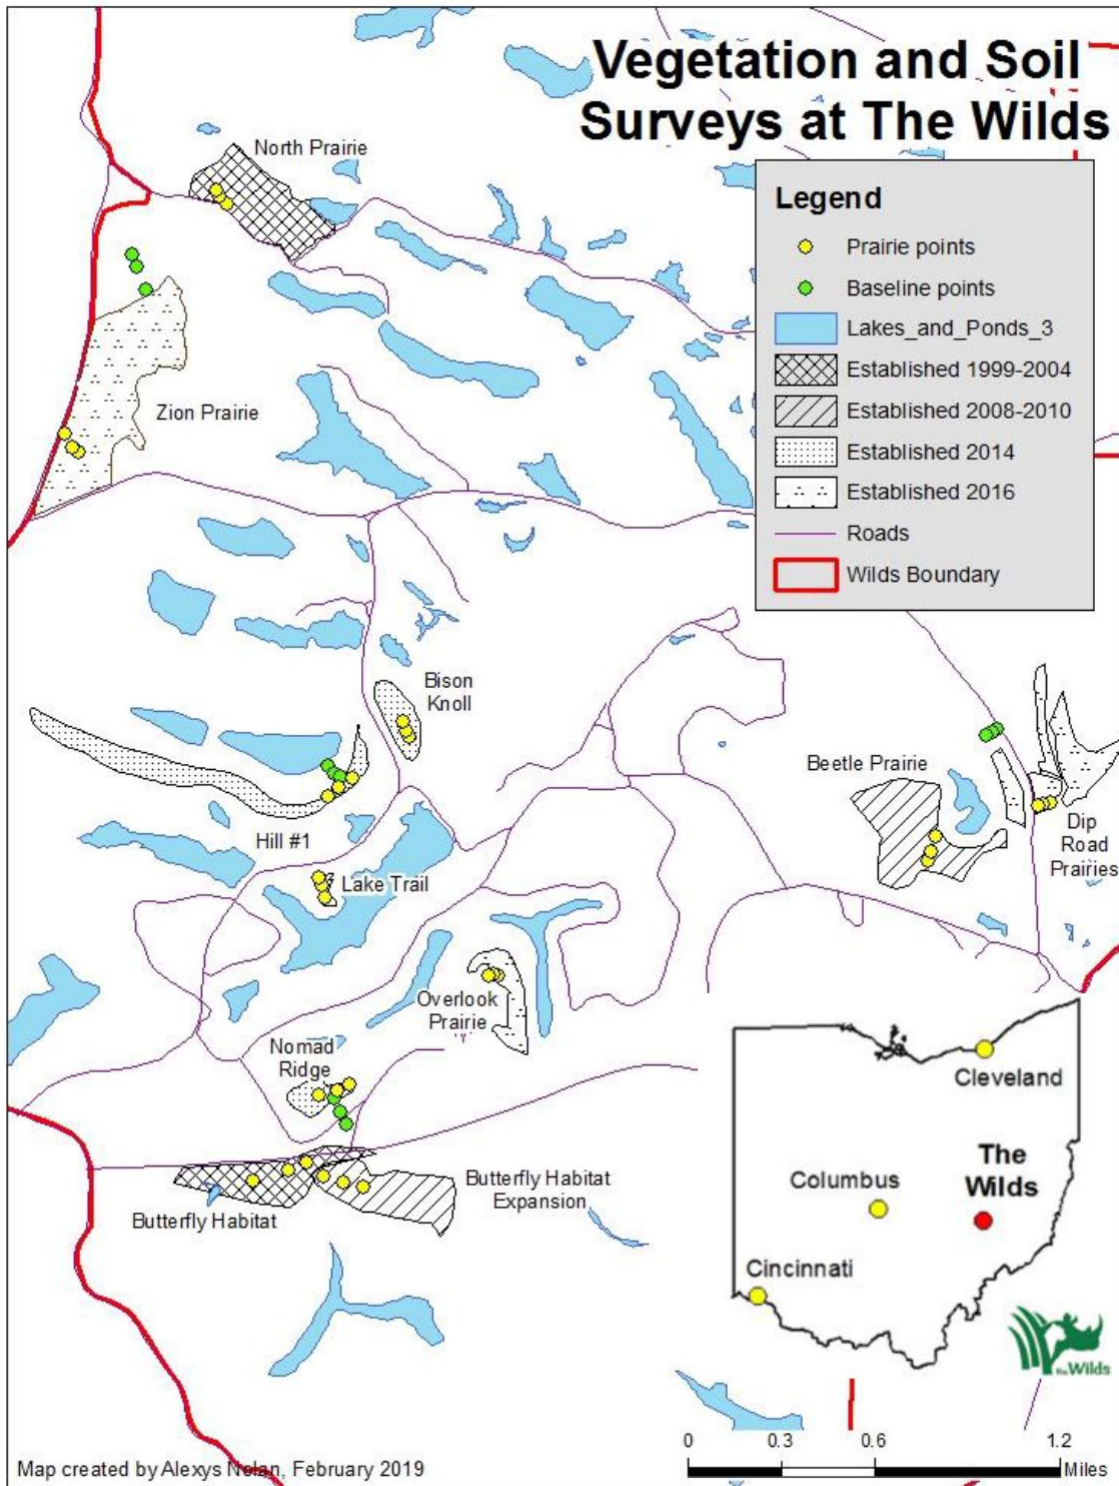 Vegetation and Soil
Surveys at The Wilds
North Prairie
Legend
Prairie points
Baseline points
Lakes_and_Ponds_3
Established 1999-2004
Established 2008-2010
Established 2014
Established 2016
Roads
Wilds Boundary
Zion Prairie
Bison
Knoll
Beetle Prairie
Hill #1
Dip
Road
Prairies
Lake Trail
Overlook
Prairie
Nomad
Ridge
Butterfly Habitat
Butterfly Habitat
Expansion
Cleveland
The
Wilds
Columbus
Cincinnati
the Wilds
0 0.3 0.6 1.2
Miles
Map created by Alexys Nolan, February 2019